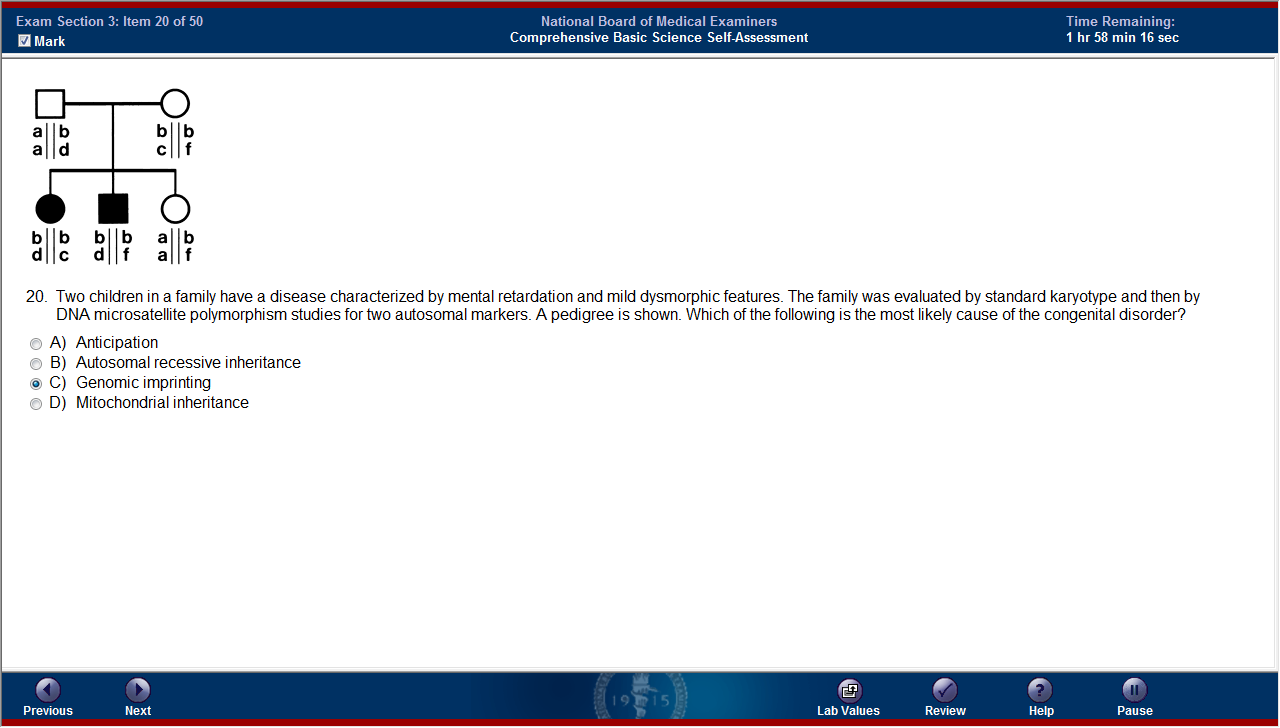 Exam Section 3: Item 20 of 50
National Board of Medical Examiners
Time Remaining:
Mark
Comprehensive Basic Science Self-Assessment
1 hr 58 min 16 sec
a b b b
a d c f
b b b b a b
d c d f a f
20. Two children in a family have a disease characterized by mental retardation and mild dysmorphic features. The family was evaluated by standard karyotype and then by
DNA microsatellite polymorphism studies for two autosomal markers. A pedigree is shown. Which of the following is the most likely cause of the congenital disorder?
A) Anticipation
B) Autosomal recessive inheritance
C) Genomic imprinting
D) Mitochondrial inheritance
1915
Previous Next Lab Values Review Help Pause